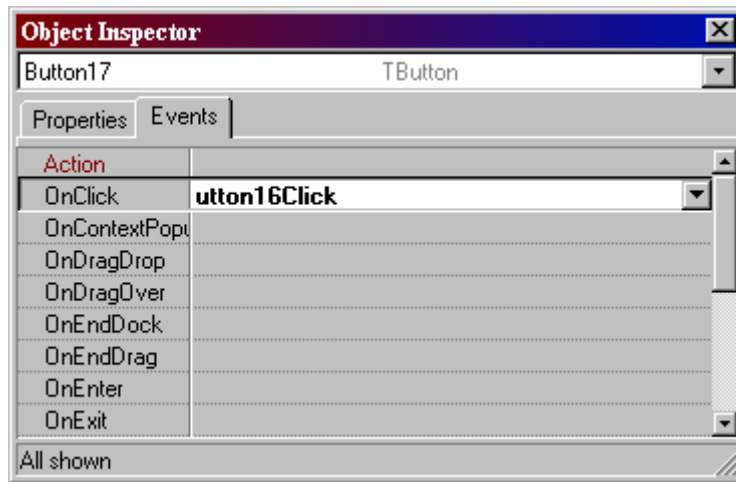 Object Inspector
Button17 TButton
Properties Events
Action
OnClick utton16Click
OnContextPopu
OnDragDrop
OnDragOver
OnEndDock
OnEndDrag
OnEnter
OnExit
All shown